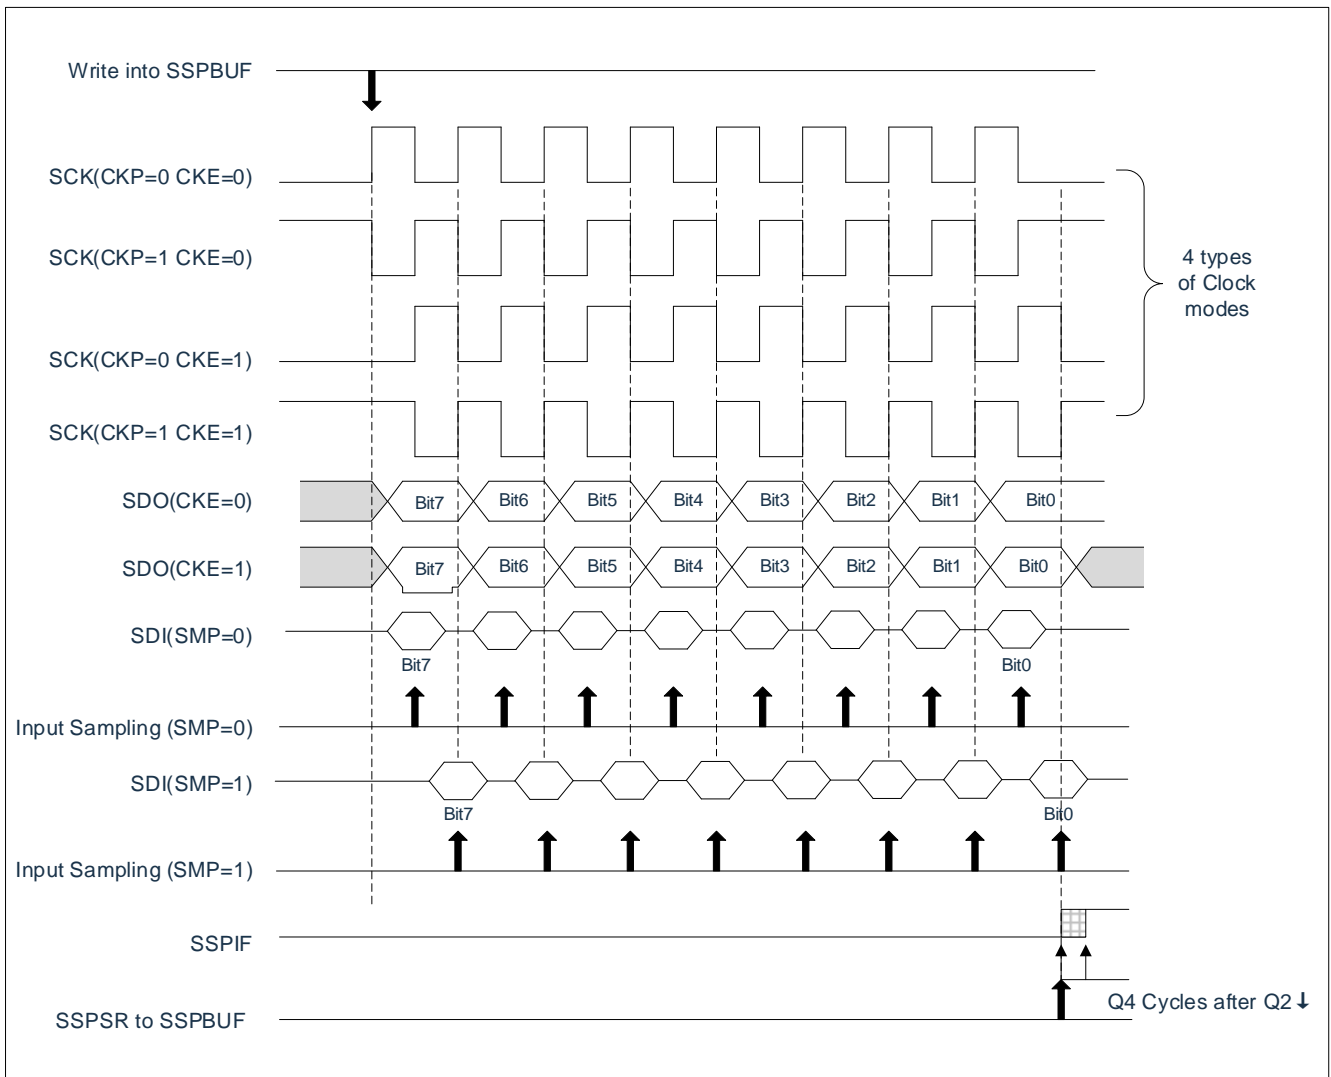 Write into SSPBUF
SCK(CKP=0 CKE=0)
SCK(CKP=1 CKE=0)
4 types
of Clock
modes
SCK(CKP=0 CKE=1)
SCK(CKP=1 CKE=1)
SDO(CKE=0) Bit7 Bit6 Bit5 Bit4 Bit3 Bit2 Bit1 Bit0
SDO(CKE=1) Bit7 Bit6 Bit5 Bit4 Bit3 Bit2 Bit1 Bit0
SDI(SMP=0)
Bit7 Bit0
Input Sampling (SMP=0)
SDI(SMP=1)
Bit7 Bit0
Input Sampling (SMP=1)
SSPIF
Q4 Cycles after Q2↓
SSPSR to SSPBUF